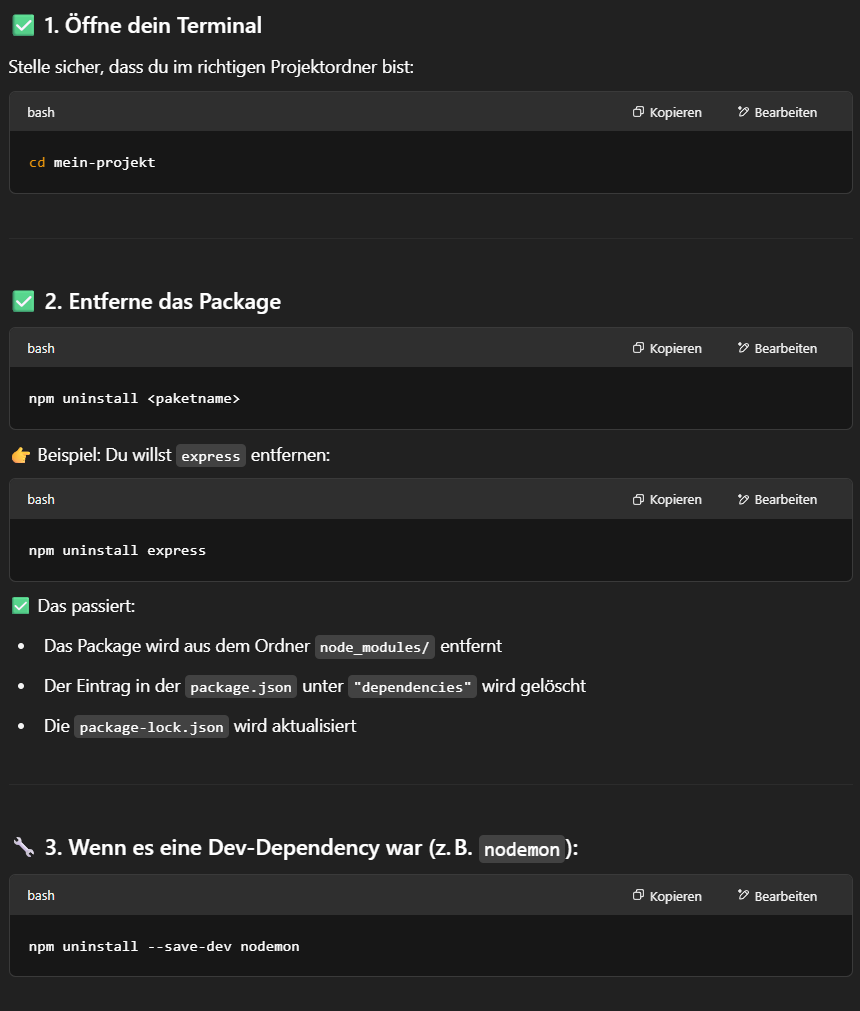 ✅ 1. Öffne dein Terminal
Stelle sicher, dass du im richtigen Projektordner bist:
bash Kopieren Bearbeiten
cd mein-projekt
✅ 2. Entferne das Package
bash Kopieren Bearbeiten
npm uninstall <paketname>
👉 Beispiel: Du willst express entfernen:
bash Kopieren Bearbeiten
npm uninstall express
✅ Das passiert:
• Das Package wird aus dem Ordner node_modules/ entfernt
• Der Eintrag in der package.json unter "dependencies" wird gelöscht
• Die package-lock.json wird aktualisiert
🔧 3. Wenn es eine Dev-Dependency war (z. B. nodemon):
bash Kopieren Bearbeiten
npm uninstall --save-dev nodemon